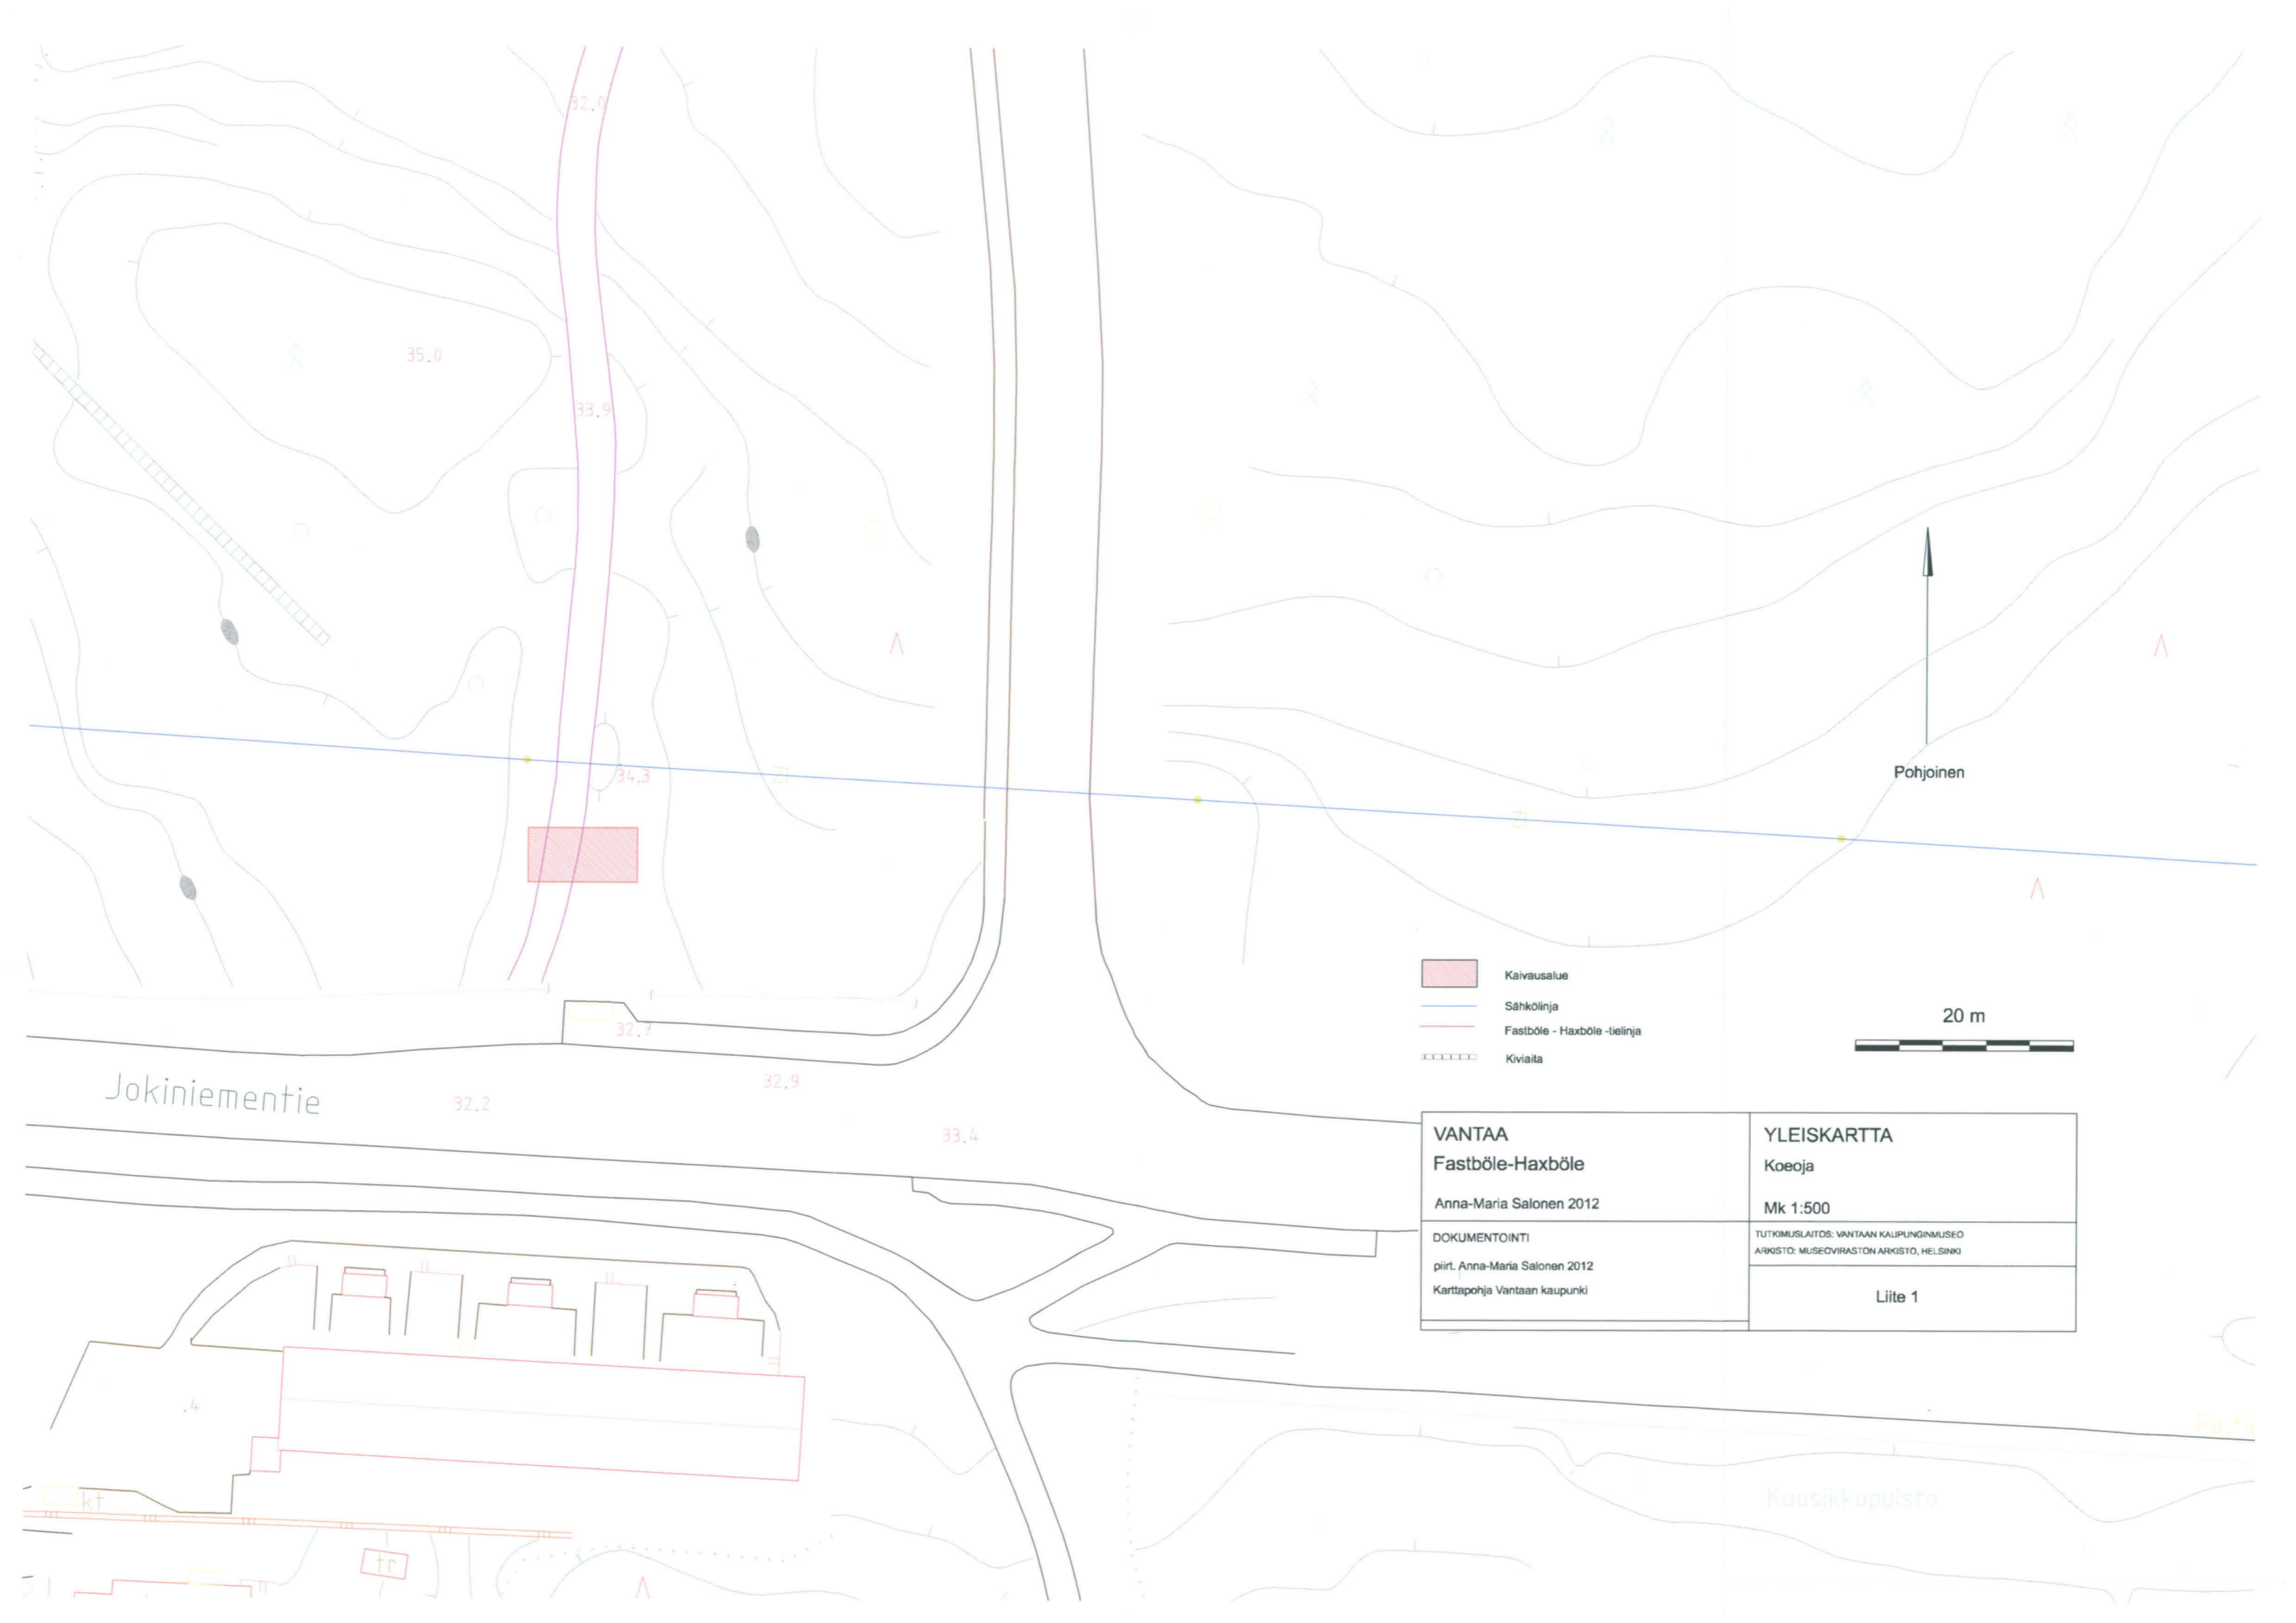 32.0
35.0
33.9
34.3
Pohjoinen
Kaivausalue
Sähkölinja
Fastböle - Haxböle -tielinja
Kiviaita
20 m
32.7
Jokiniementie
32.2
32.9
33.4
VANTAA
Fastböle-Haxböle
Anna-Maria Salonen 2012
DOKUMENTOINTI
piirt. Anna-Maria Salonen 2012
Karttapohja Vantaan kaupunki
YLEISKARTTA
Koeoja
Mk 1:500
TUTKIMUSLAITOS: VANTAAN KAUPUNGINMUSEO
ARKISTO: MUSEOVIRASTON ARKISTO, HELSINKI
Liite 1
.4
kt
tr
Kuusikkopuisto